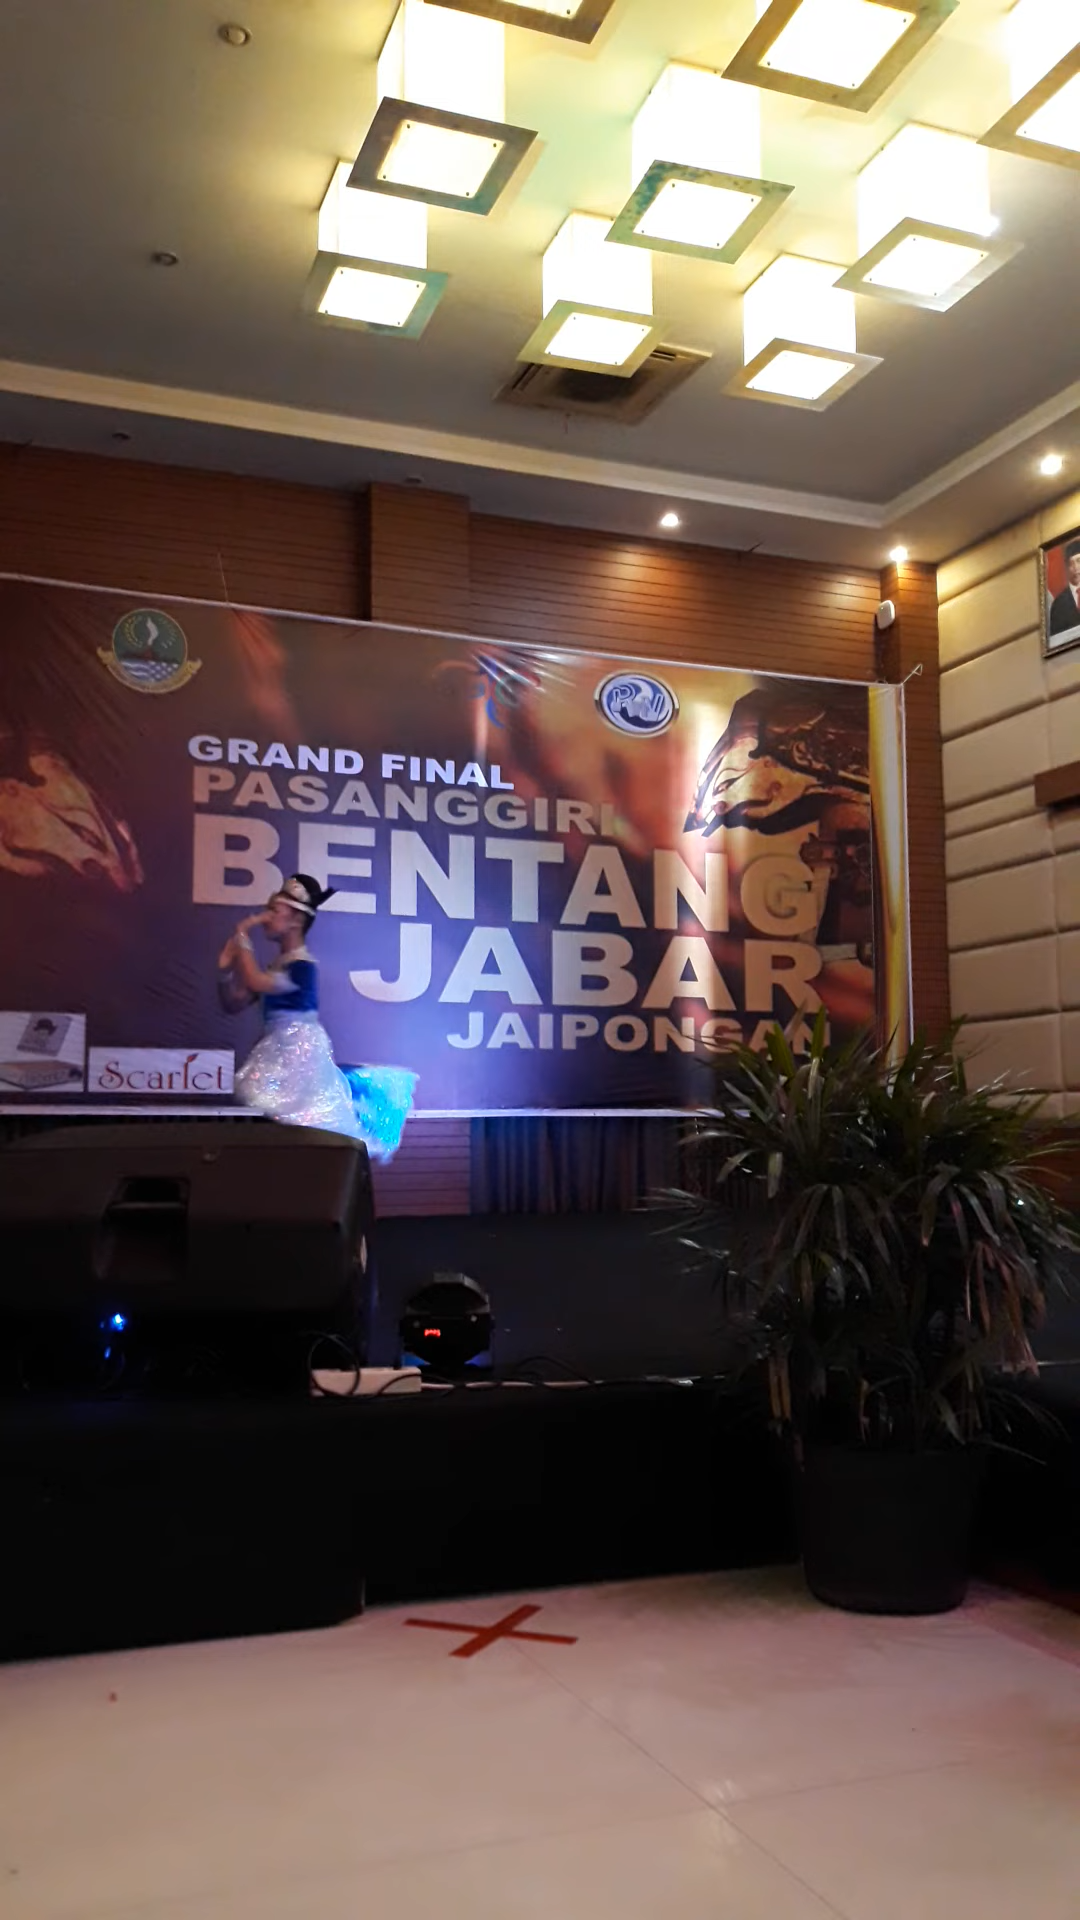 GRAND FINAL
PASANGGIRI
BENTANG
JABAR
JAIPONGAN
Scarlet